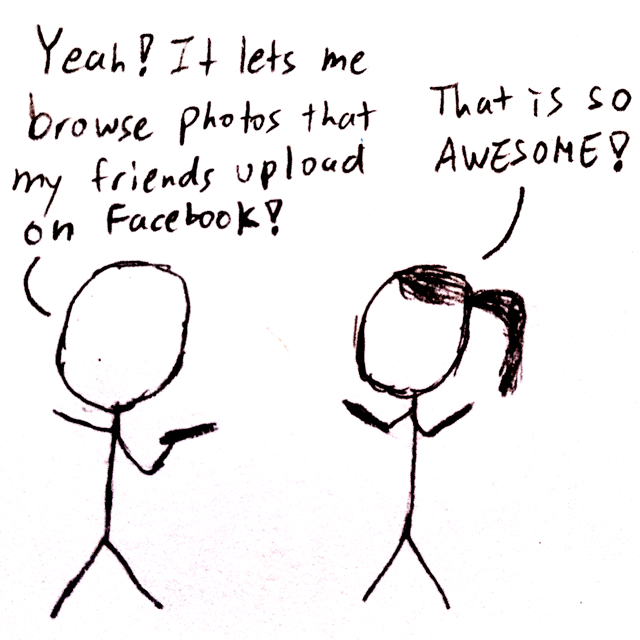 Yeah! It lets me
browse photos that
my friends upload
on Facebook!
That is so
AWESOME!